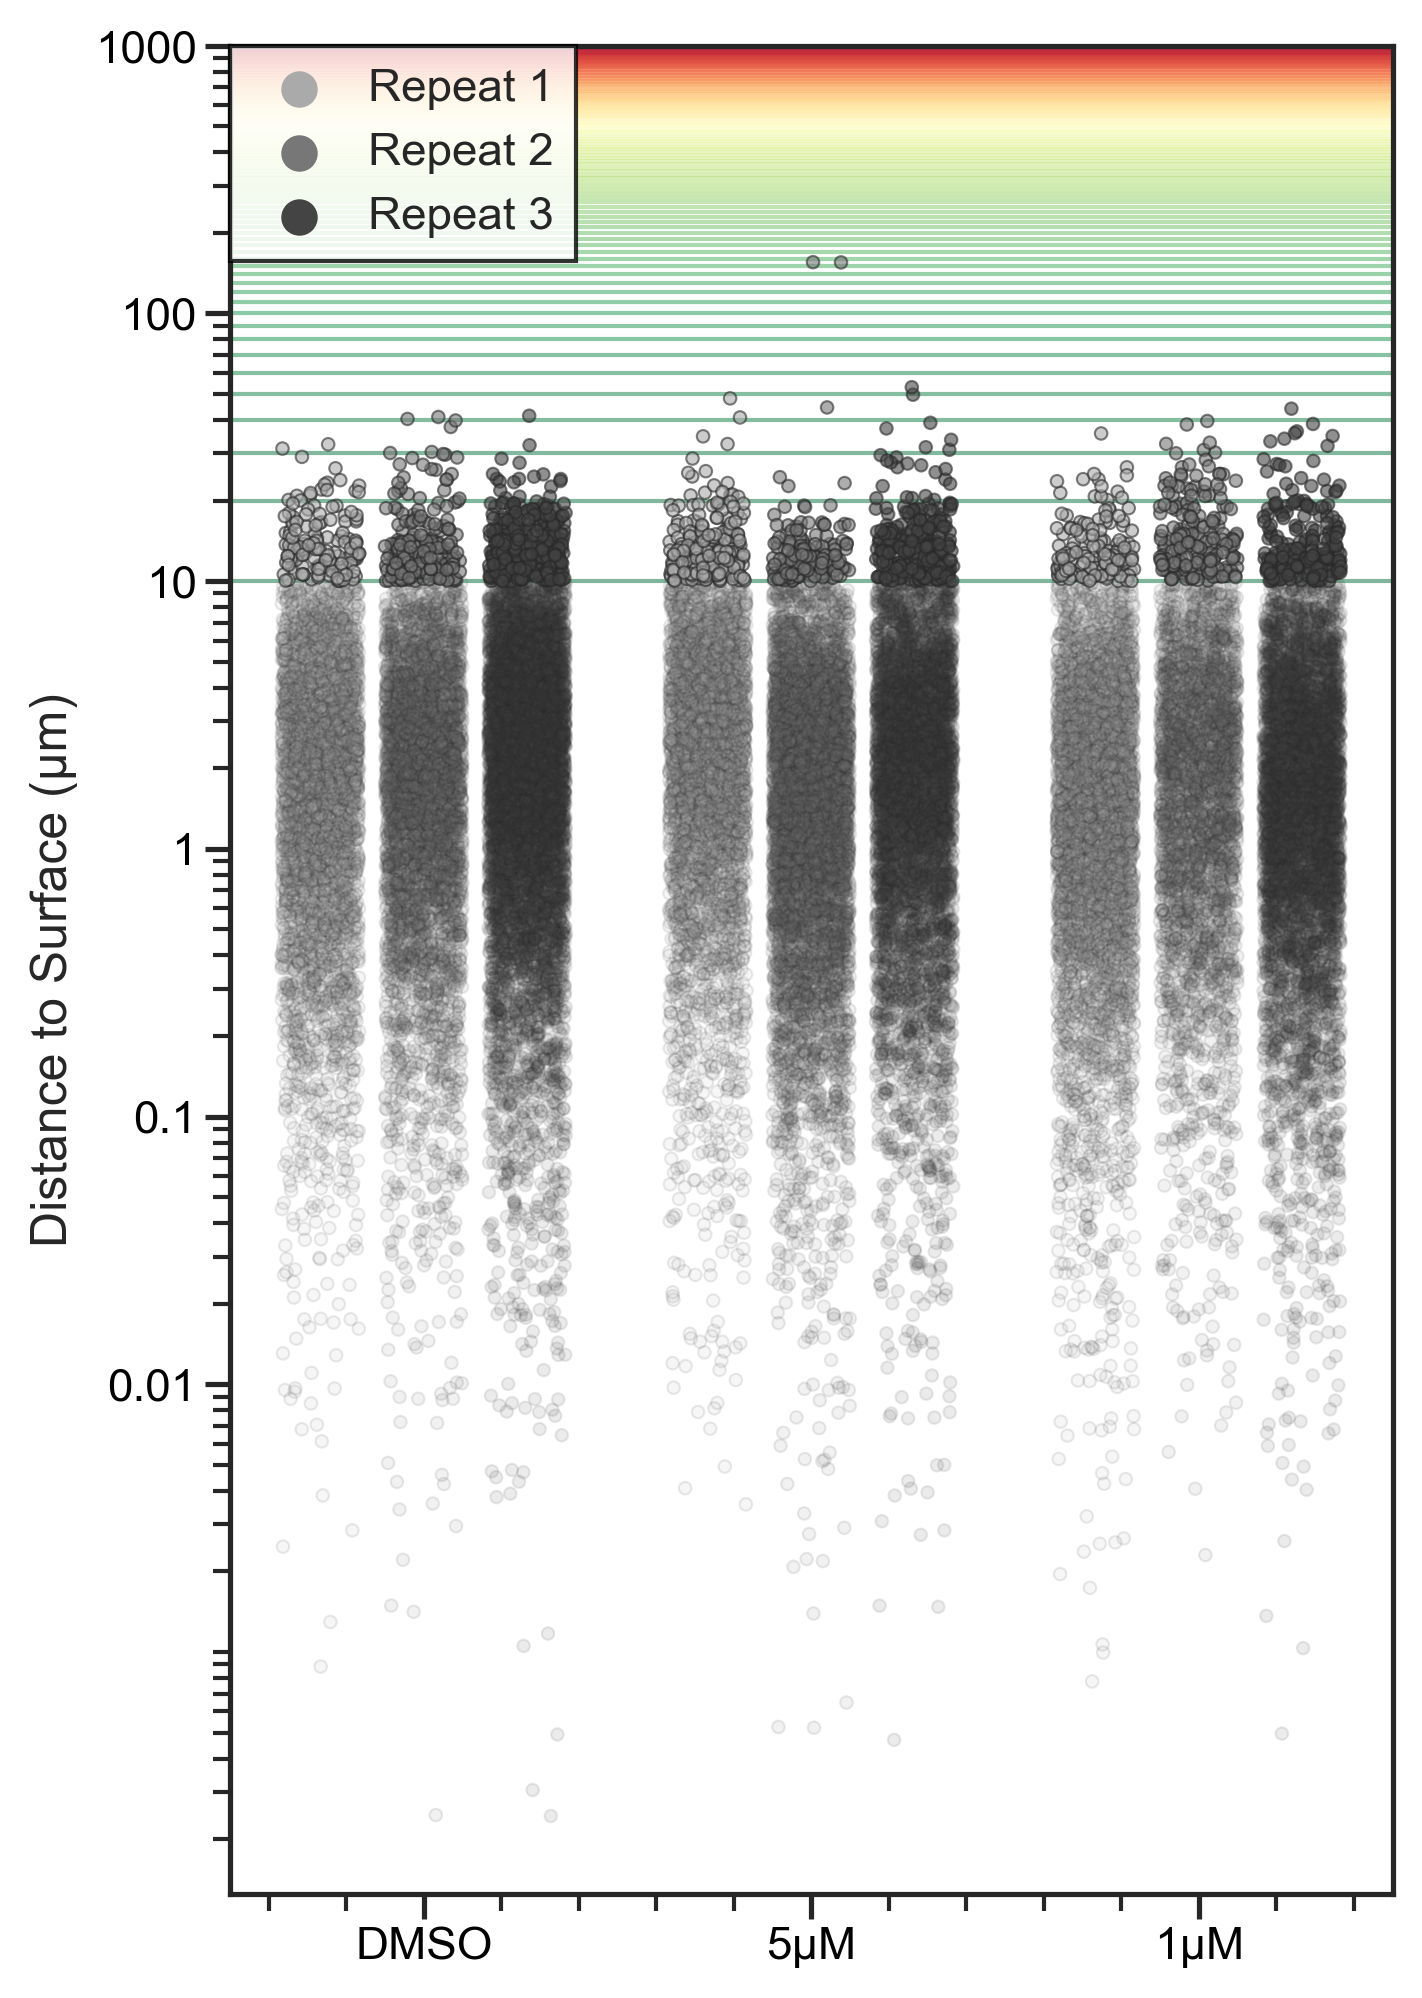 Distance to Surface (µm)
1000
100
10
1
0.1
0.01
Repeat 1
Repeat 2
Repeat 3
DMSO 5µM 1µM